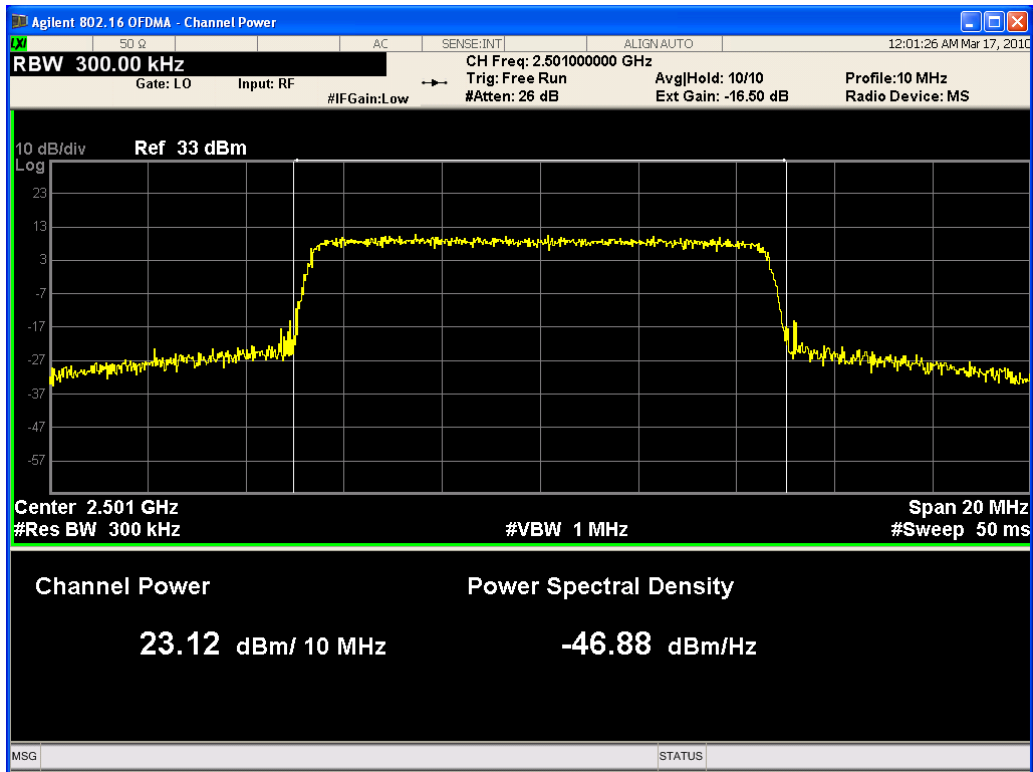 Agilent 802.16 OFDMA - Channel Power
LXI 50 Ω AC SENSE:INT ALIGN AUTO 12:01:26 AM Mar 17, 2010
RBW 300.00 kHz CH Freq: 2.501000000 GHz
Gate: LO Input: RF Trig: Free Run Avg|Hold: 10/10 Profile:10 MHz
#IFGain:Low #Atten: 26 dB Ext Gain: -16.50 dB Radio Device: MS
10 dB/div Ref 33 dBm
Log
23
13
3
-7
-17
-27
-37
-47
-57
Center 2.501 GHz Span 20 MHz
#Res BW 300 kHz #VBW 1 MHz #Sweep 50 ms
Channel Power Power Spectral Density
23.12 dBm/ 10 MHz -46.88 dBm/Hz
MSG STATUS